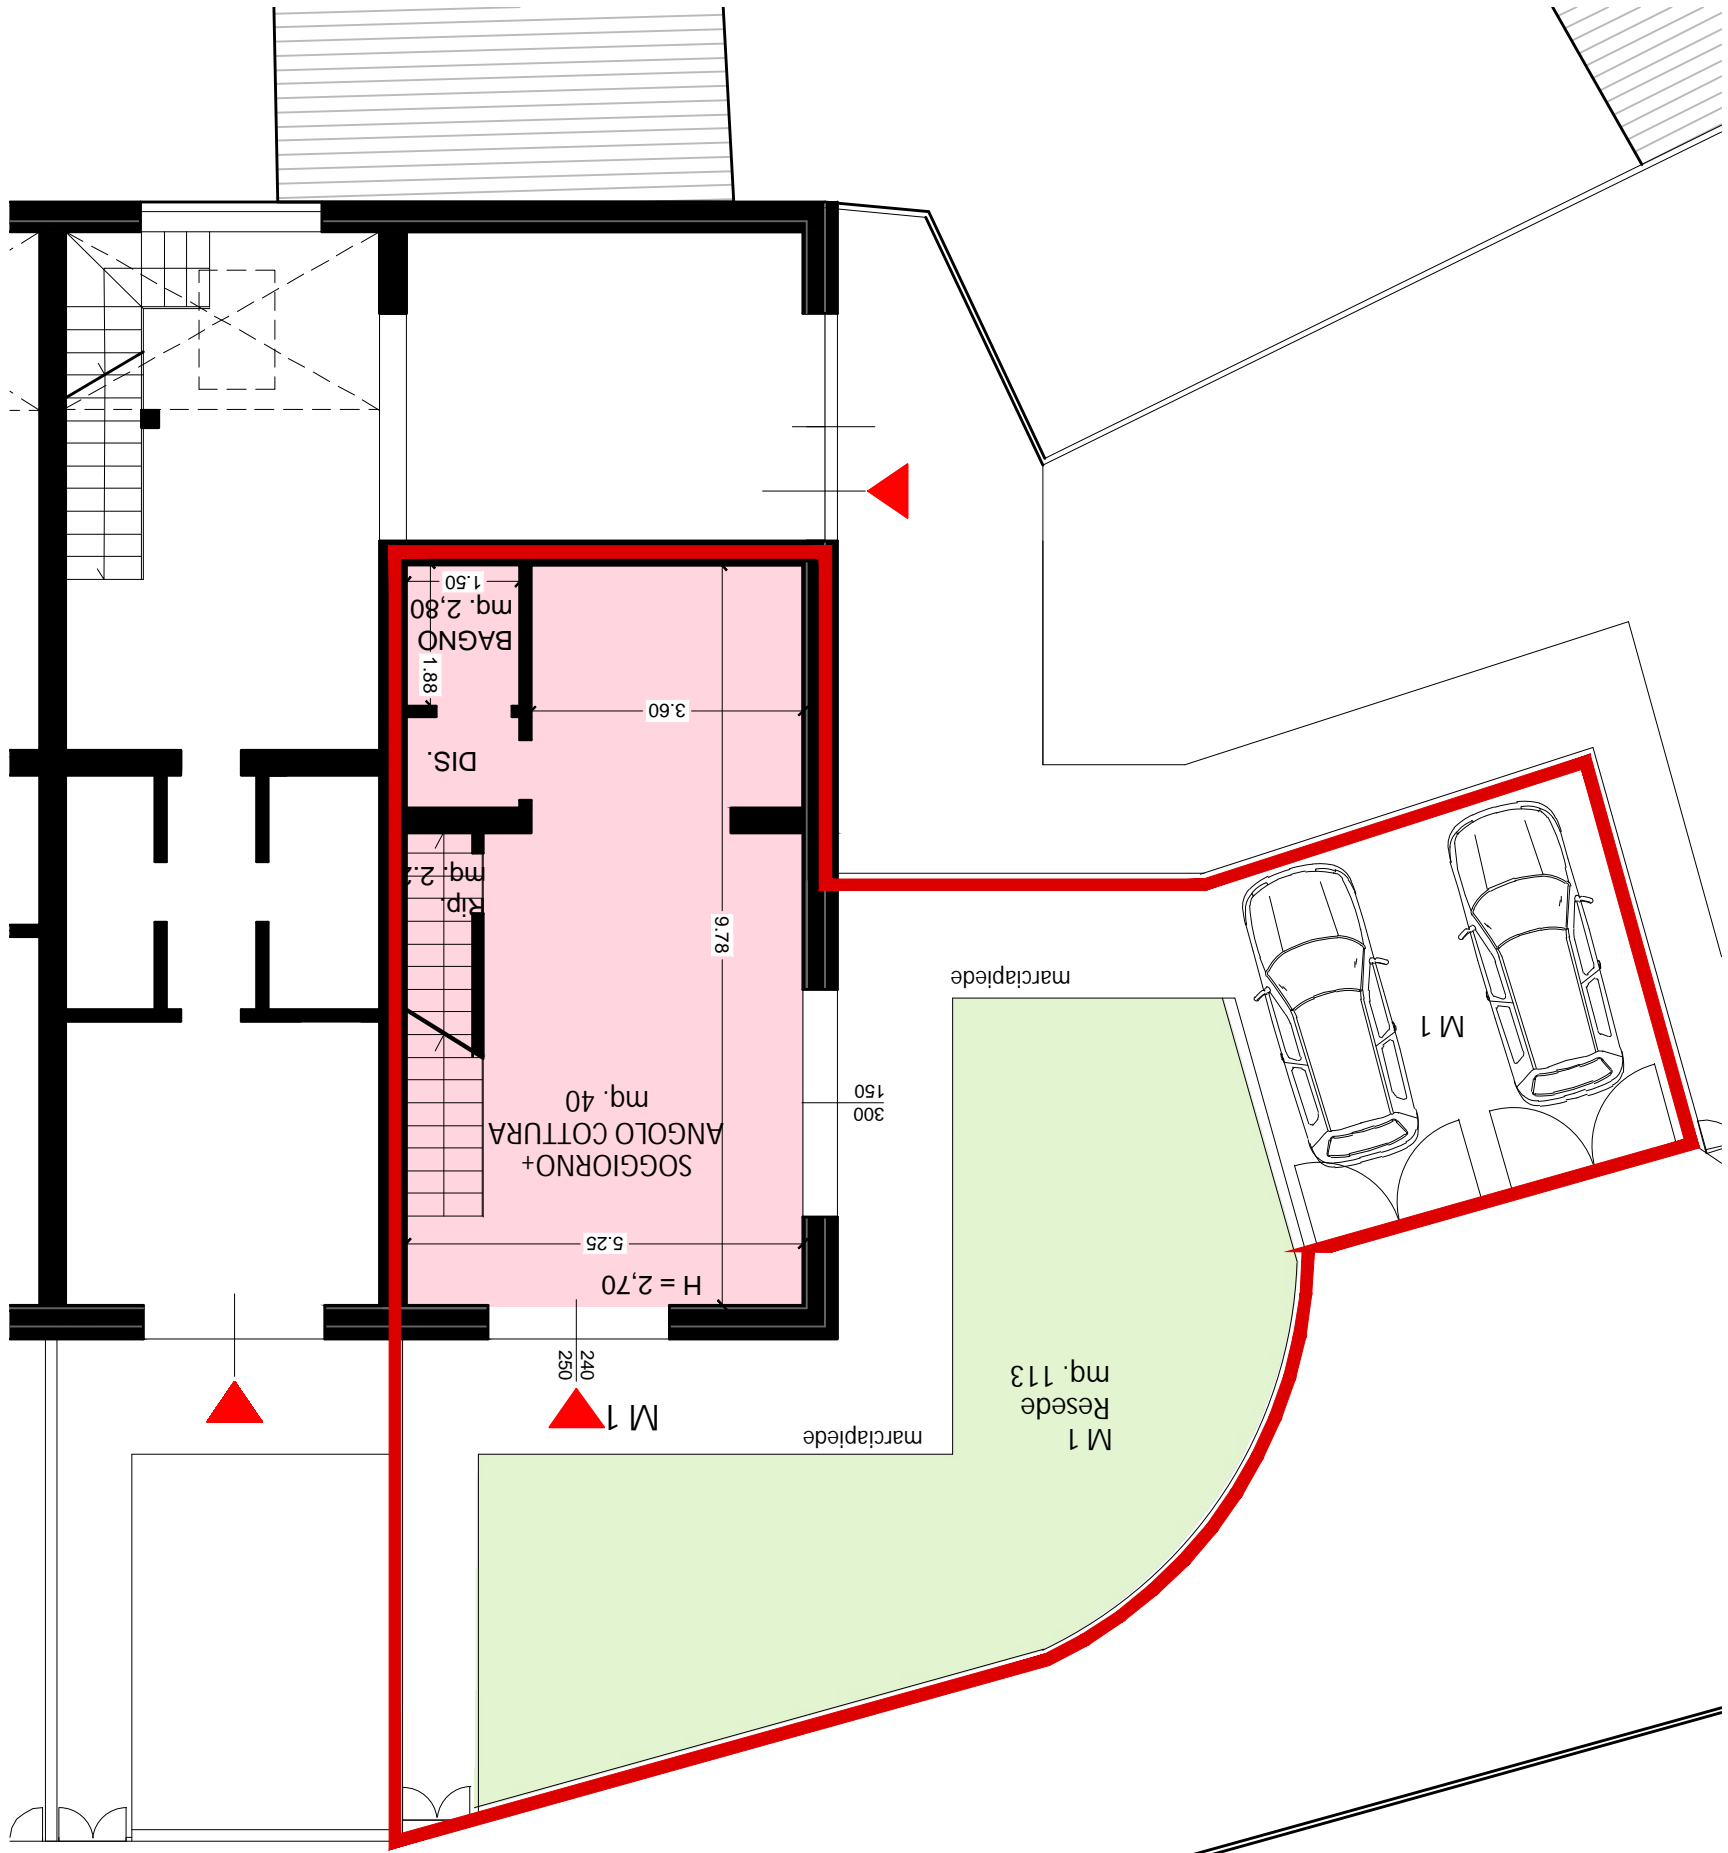 1.50
BAGNO
mq. 2,80
1.88
3.60
DIS.
Rip.
mq. 2.
9.78
SOGGIORNO+
ANGOLO COTTURA
mq. 40
5.25
H = 2,70
300
150
240
250
M 1
marciapiede
marciapiede
M 1
Resede
mq. 113
M 1